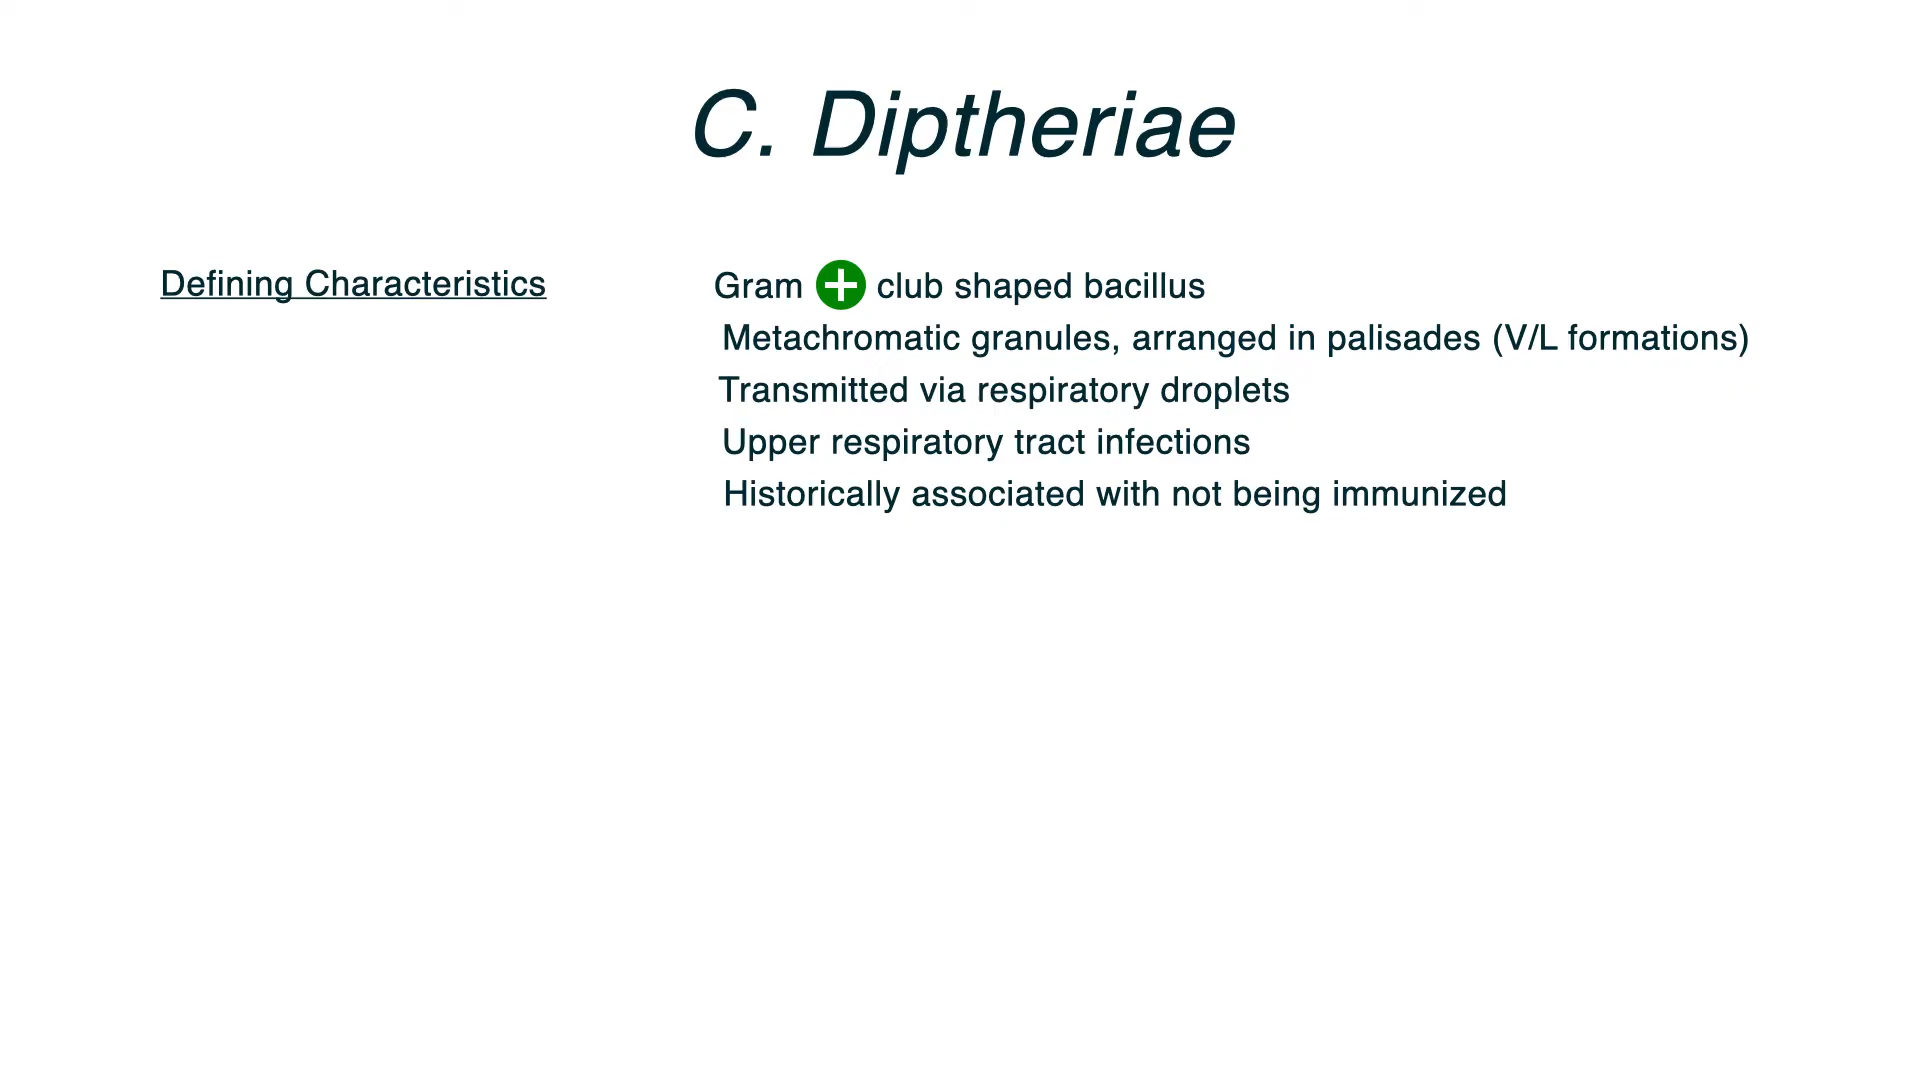 C. Diptheriae
Defining Characteristics
Gram + club shaped bacillus
Metachromatic granules, arranged in palisades (V/L formations)
Transmitted via respiratory droplets
Upper respiratory tract infections
Historically associated with not being immunized